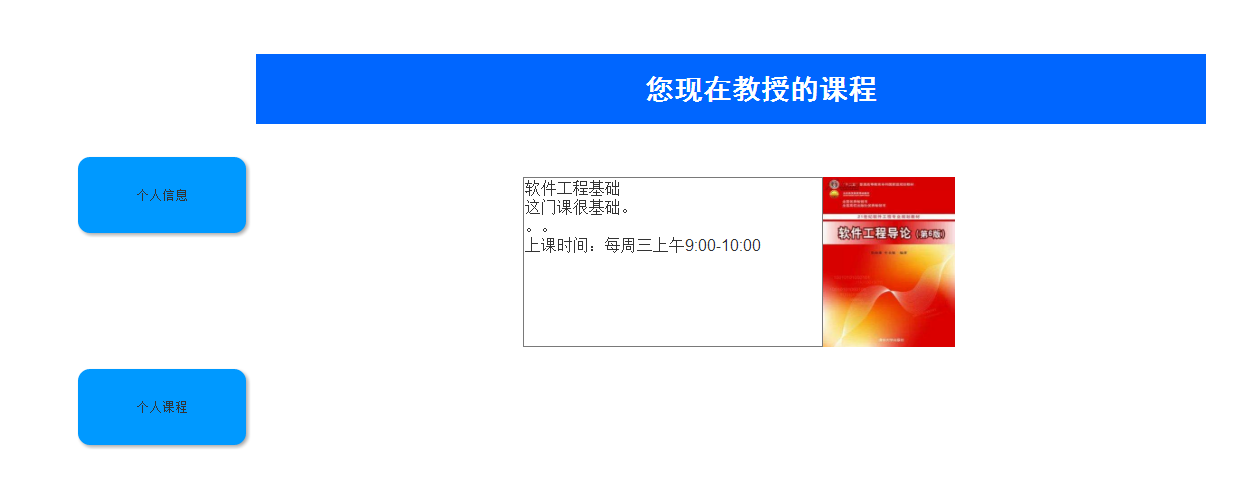 您现在教授的课程
个人信息
软件工程基础
这门课很基础。
。。
上课时间：每周三上午9:00-10:00
软件工程导论（第6版）
个人课程